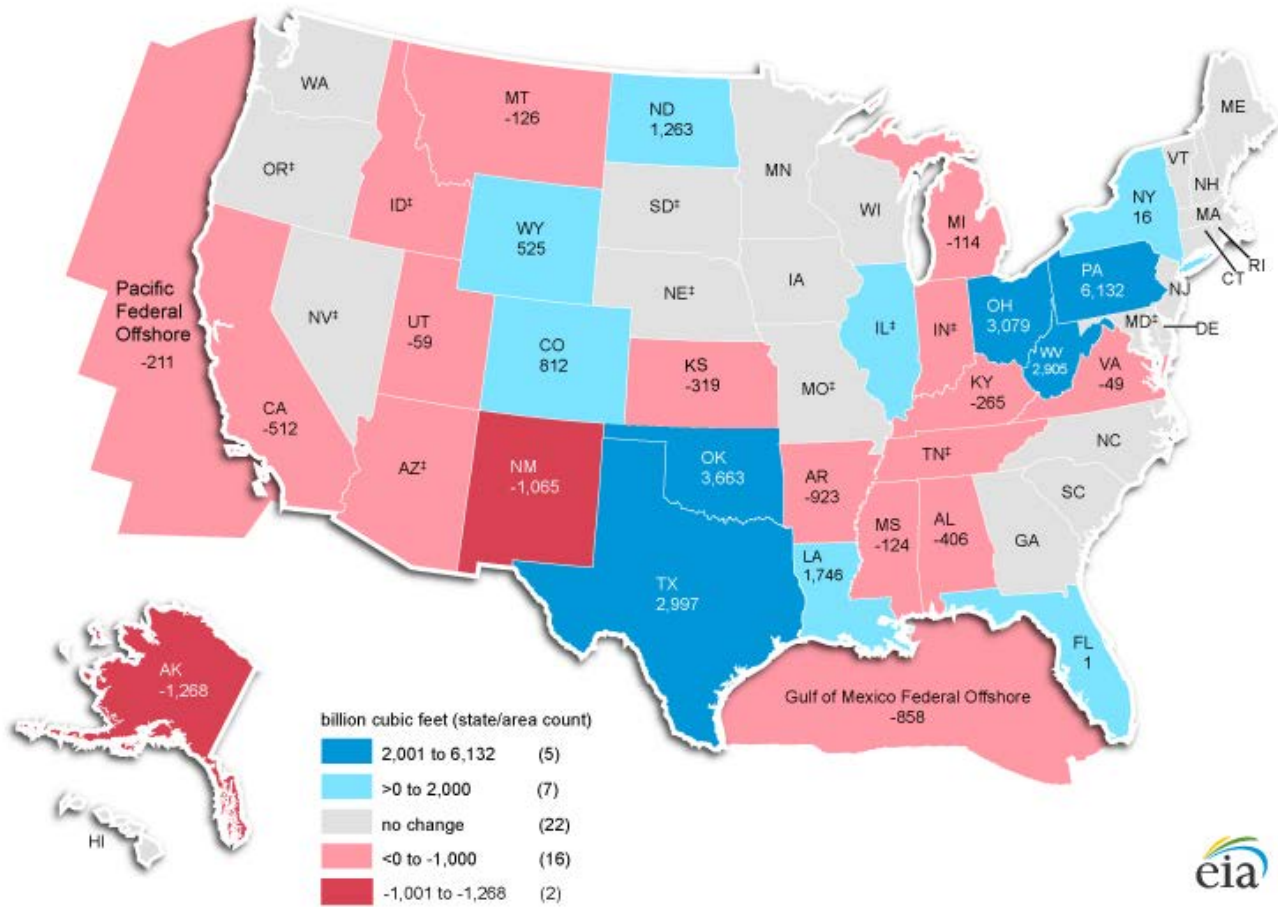 WA
MT
-126
ND
1,263
MN
ME
VT
NH
OR‡
ID‡
WY
525
SD‡
WI
MI
-114
NY
16
MA
RI
CT
Pacific
Federal
Offshore
-211
NV‡
UT
-59
CO
812
NE‡
IA
IL‡
IN‡
OH
3,079
PA
6,132
NJ
MD‡
DE
WV
2,905
VA
-49
CA
-512
KS
-319
MO‡
KY
-265
AZ‡
NM
-1,065
OK
3,663
AR
-923
TN‡
NC
SC
MS
-124
AL
-406
GA
TX
2,997
LA
1,746
FL
1
Gulf of Mexico Federal Offshore
-858
AK
-1,268
HI
billion cubic feet (state/area count)
2,001 to 6,132 (5)
>0 to 2,000 (7)
no change (22)
<0 to -1,000 (16)
-1,001 to -1,268 (2)
eia